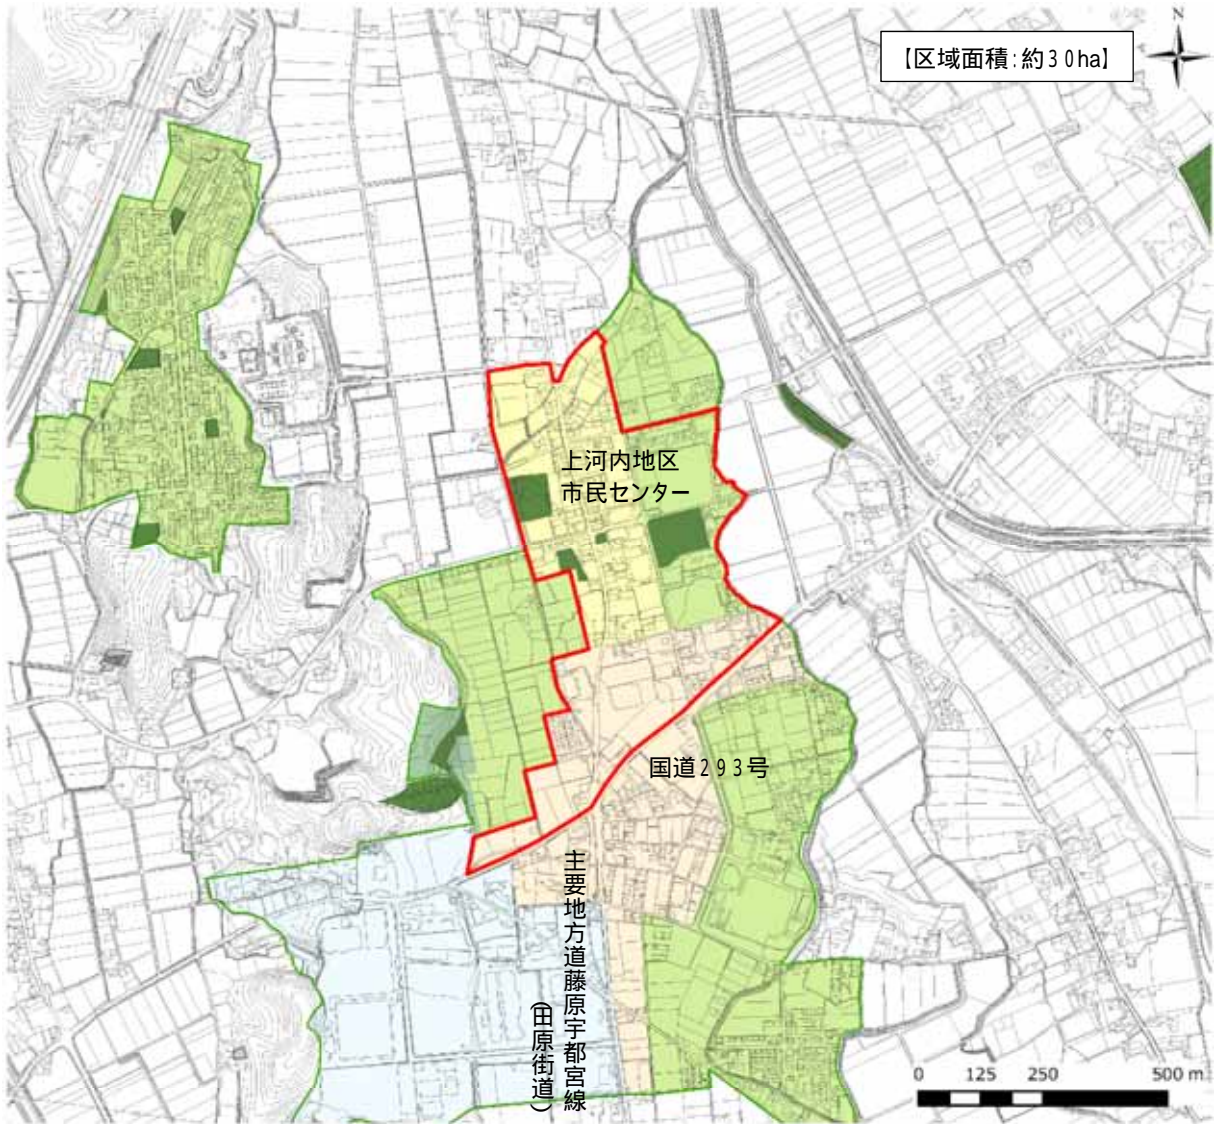 N
【区域面積:約30ha】
上河内地区
市民センター
国道293号
主要地方道藤原宇都宮線
(田原街道)
0 125 250 500 m